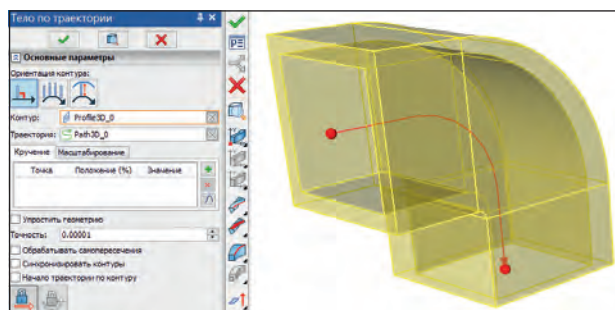 Тело по траектории
Основные параметры
Ориентация контура:
Контур: Profile3D_0
Траектория: Path3D_0
Кручение Масштабирование
Точка Положение (%) Значение
Упростить геометрию
Точность: 0.00001
Обрабатывать самопересечения
Синхронизировать контуры
Начало траектории по контуру